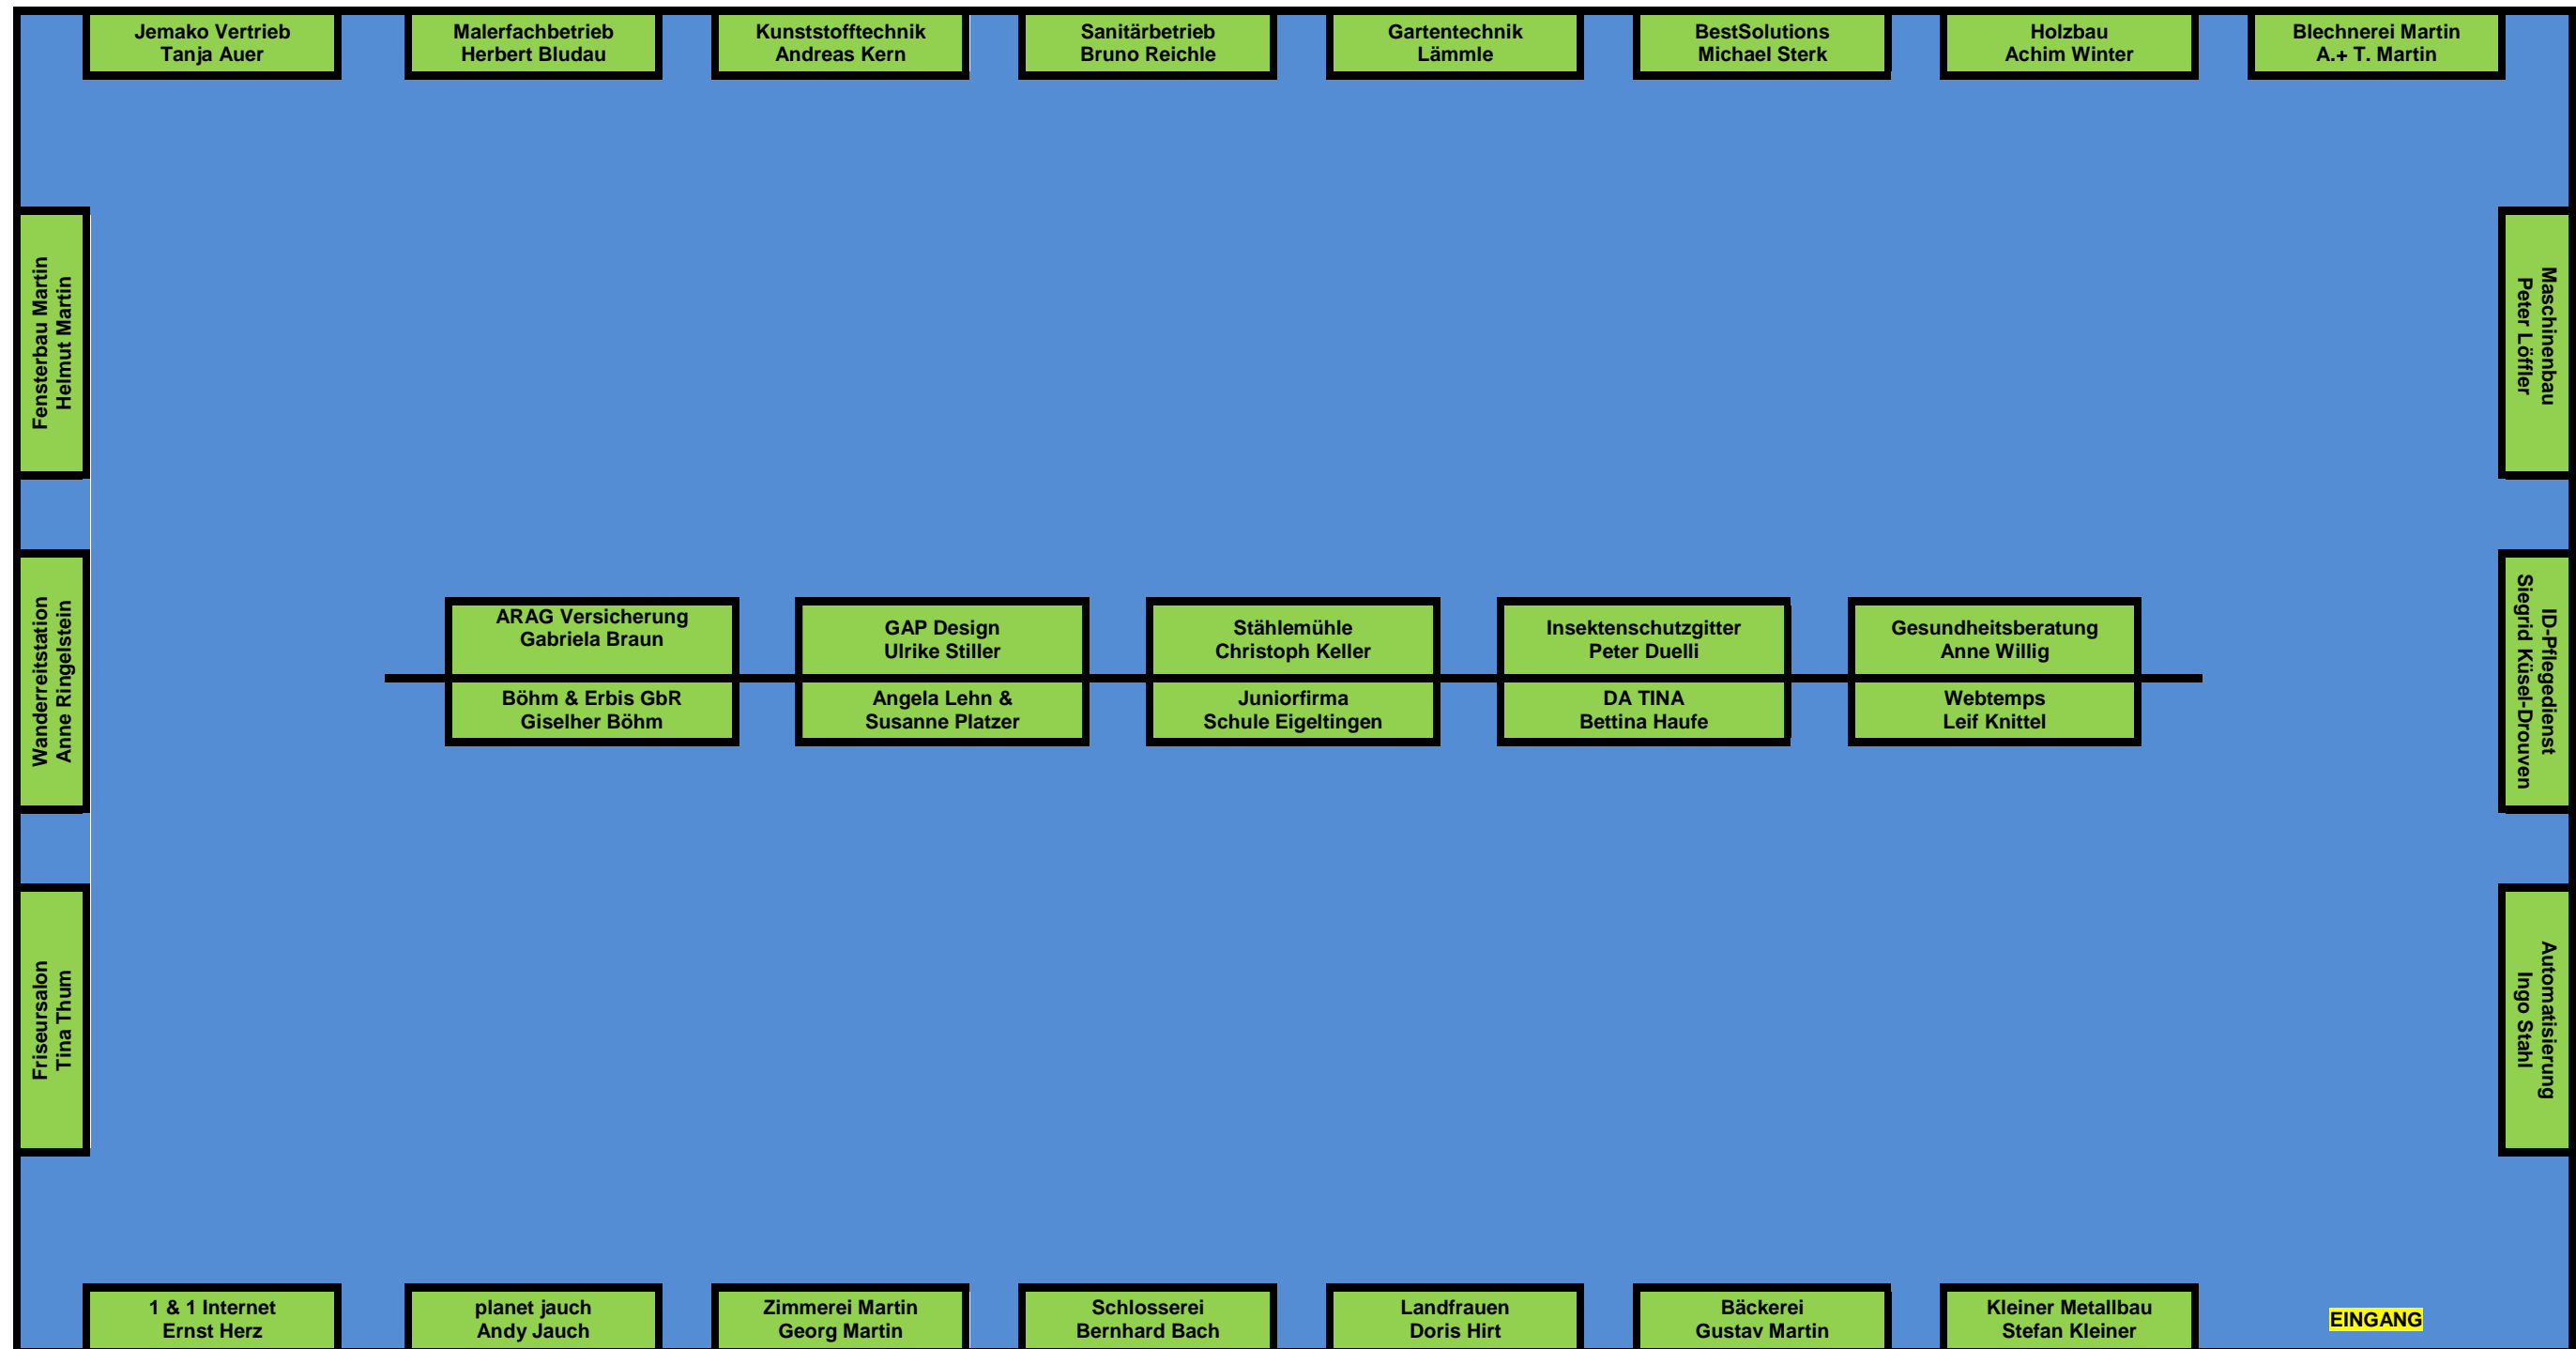 Jemako Vertrieb
Tanja Auer
Malerfachbetrieb
Herbert Bludau
Kunststofftechnik
Andreas Kern
Sanitärbetrieb
Bruno Reichle
Gartentechnik
Lämmle
BestSolutions
Michael Sterk
Holzbau
Achim Winter
Blechnerei Martin
A.+ T. Martin
Fensterbau Martin
Helmut Martin
Maschinenbau
Peter Löffler
Wanderreitstation
Anne Ringelstein
ARAG Versicherung
Gabriela Braun
GAP Design
Ulrike Stiller
Stählemühle
Christoph Keller
Insektenschutzgitter
Peter Duelli
Gesundheitsberatung
Anne Willig
Böhm & Erbis GbR
Giselher Böhm
Angela Lehn &
Susanne Platzer
Juniorfirma
Schule Eigeltingen
DA TINA
Bettina Haufe
Webtemps
Leif Knittel
ID-Pflegedienst
Siegrid Küsel-Drouven
Friseursalon
Tina Thum
Automatisierung
Ingo Stahl
1 & 1 Internet
Ernst Herz
planet jauch
Andy Jauch
Zimmerei Martin
Georg Martin
Schlosserei
Bernhard Bach
Landfrauen
Doris Hirt
Bäckerei
Gustav Martin
Kleiner Metallbau
Stefan Kleiner
EINGANG